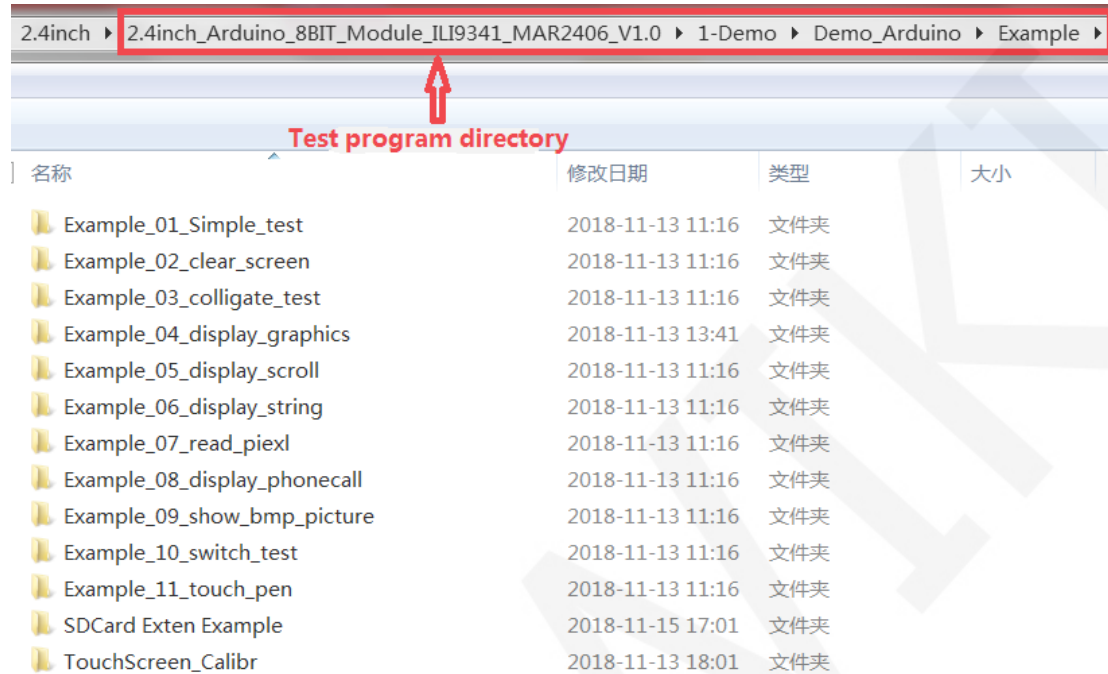 2.4inch ▸ 2.4inch_Arduino_8BIT_Module_ILI9341_MAR2406_V1.0 ▸ 1-Demo ▸ Demo_Arduino ▸ Example ▸
Test program directory
名称 修改日期 类型 大小
Example_01_Simple_test 2018-11-13 11:16 文件夹
Example_02_clear_screen 2018-11-13 11:16 文件夹
Example_03_colligate_test 2018-11-13 11:16 文件夹
Example_04_display_graphics 2018-11-13 13:41 文件夹
Example_05_display_scroll 2018-11-13 11:16 文件夹
Example_06_display_string 2018-11-13 11:16 文件夹
Example_07_read_piexl 2018-11-13 11:16 文件夹
Example_08_display_phonecall 2018-11-13 11:16 文件夹
Example_09_show_bmp_picture 2018-11-13 11:16 文件夹
Example_10_switch_test 2018-11-13 11:16 文件夹
Example_11_touch_pen 2018-11-13 11:16 文件夹
SDCard Exten Example 2018-11-15 17:01 文件夹
TouchScreen_Calibr 2018-11-13 18:01 文件夹